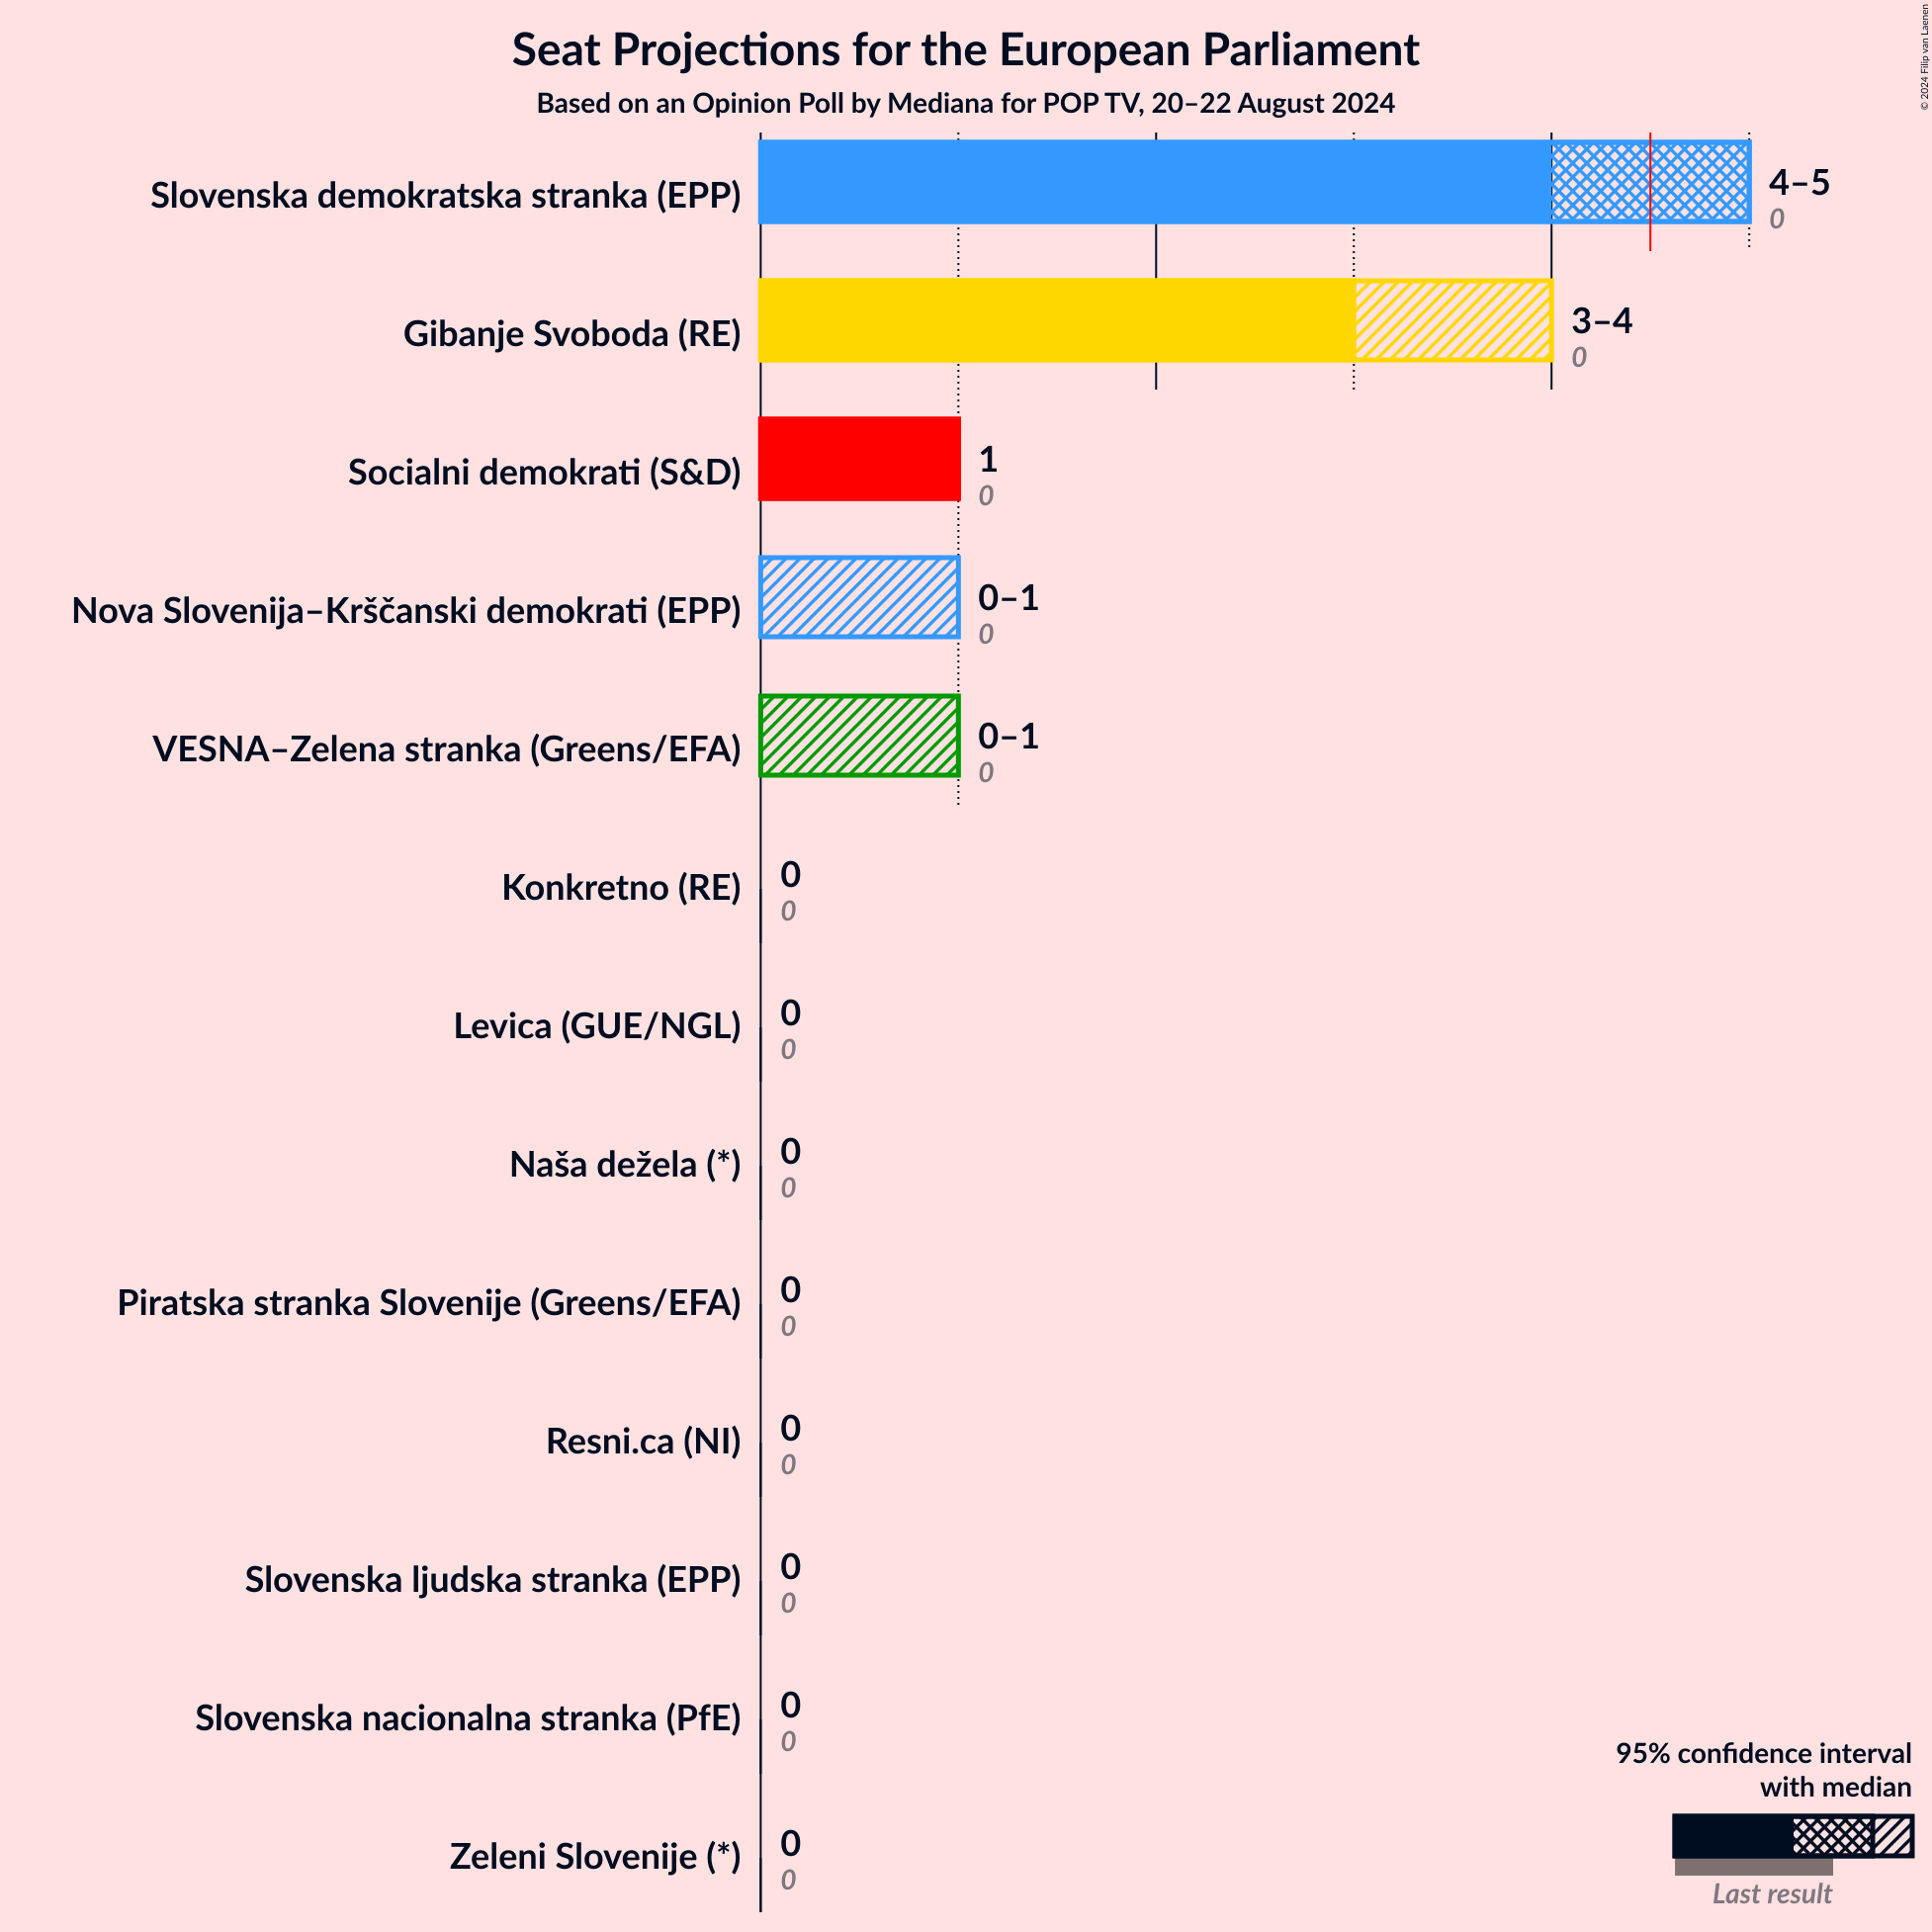 Seat Projections for the European Parliament
Based on an Opinion Poll by Mediana for POP TV, 20–22 August 2024
© 2024 Filip van Laenen
Slovenska demokratska stranka (EPP)
4–5
0
Gibanje Svoboda (RE)
3–4
0
Socialni demokrati (S&D)
1
0
Nova Slovenija–Krščanski demokrati (EPP)
0–1
0
VESNA–Zelena stranka (Greens/EFA)
0–1
0
Konkretno (RE)
0
0
Levica (GUE/NGL)
0
0
Naša dežela (*)
0
0
Piratska stranka Slovenije (Greens/EFA)
0
0
Resni.ca (NI)
0
0
Slovenska ljudska stranka (EPP)
0
0
Slovenska nacionalna stranka (PfE)
0
0
Zeleni Slovenije (*)
0
0
95% confidence interval
with median
Last result